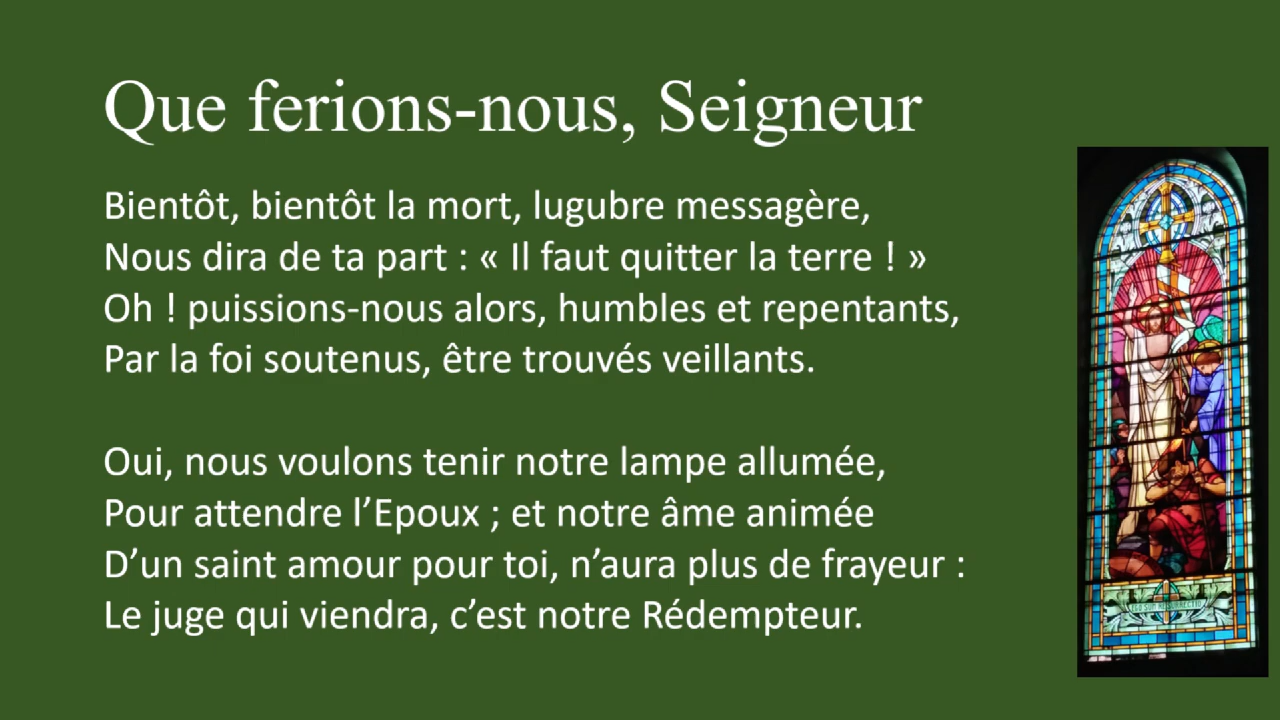 Que ferions-nous, Seigneur
Bientôt, bientôt la mort, lugubre messagère,
Nous dira de ta part : « Il faut quitter la terre ! »
Oh ! puissions-nous alors, humbles et repentants,
Par la foi soutenus, être trouvés veillants.
Oui, nous voulons tenir notre lampe allumée,
Pour attendre l’Epoux ; et notre âme animée
D’un saint amour pour toi, n’aura plus de frayeur :
Le juge qui viendra, c’est notre Rédempteur.
EGO SUM RESURRECTIO